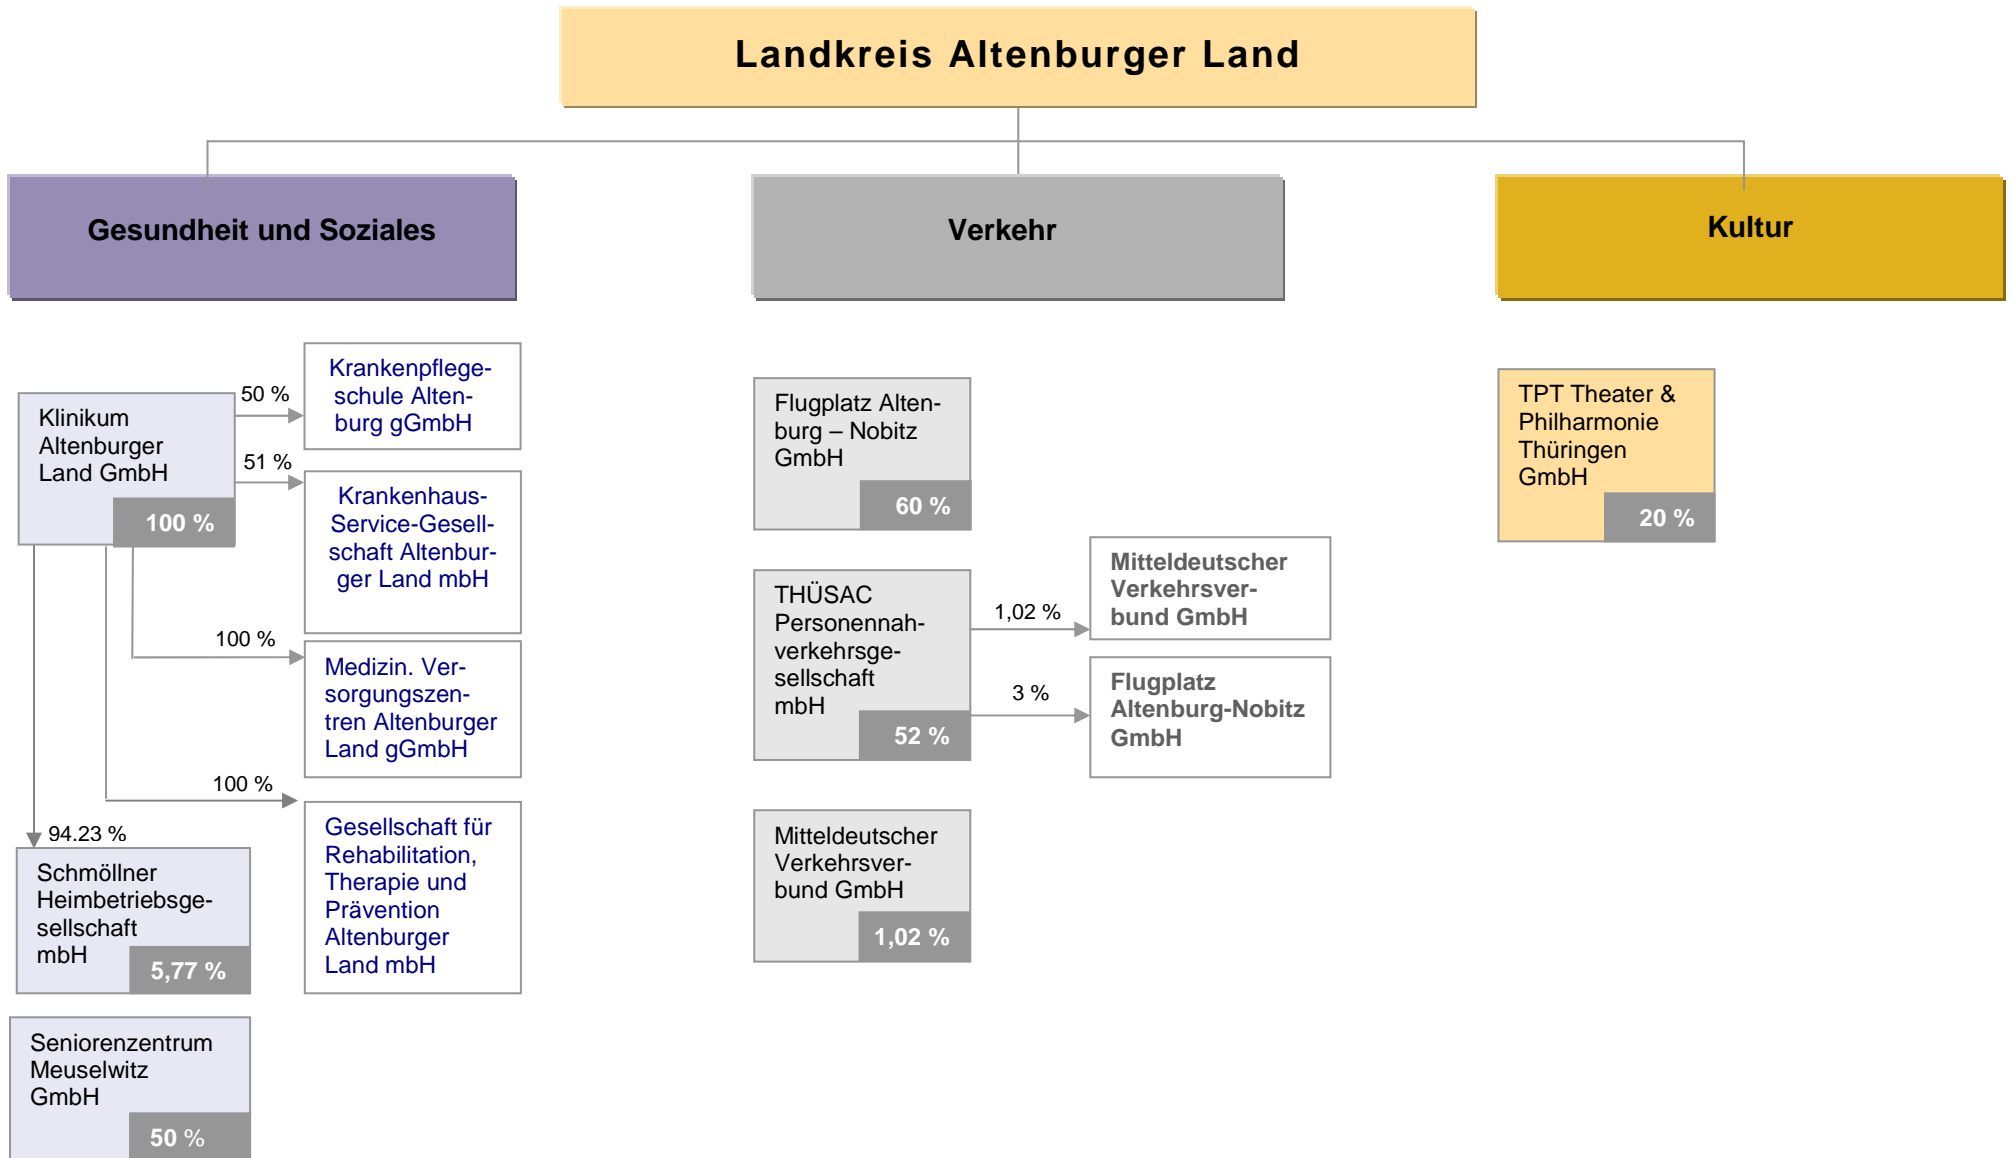 Landkreis Altenburger Land
Gesundheit und Soziales
Verkehr
Kultur
Klinikum
Altenburger
Land GmbH
100 %
50 %
Krankenpflege-
schule Alten-
burg gGmbH
51 %
Krankenhaus-
Service-Gesell-
schaft Altenbur-
ger Land mbH
100 %
Medizin. Ver-
sorgungszen-
tren Altenburger
Land gGmbH
100 %
Gesellschaft für
Rehabilitation,
Therapie und
Prävention
Altenburger
Land mbH
94.23 %
Schmöllner
Heimbetriebsge-
sellschaft
mbH
5,77 %
Seniorenzentrum
Meuselwitz
GmbH
50 %
Flugplatz Alten-
burg – Nobitz
GmbH
60 %
THÜSAC
Personennah-
verkehrsge-
sellschaft
mbH
52 %
1,02 %
Mitteldeutscher
Verkehrsver-
bund GmbH
3 %
Flugplatz
Altenburg-Nobitz
GmbH
Mitteldeutscher
Verkehrsver-
bund GmbH
1,02 %
TPT Theater &
Philharmonie
Thüringen
GmbH
20 %